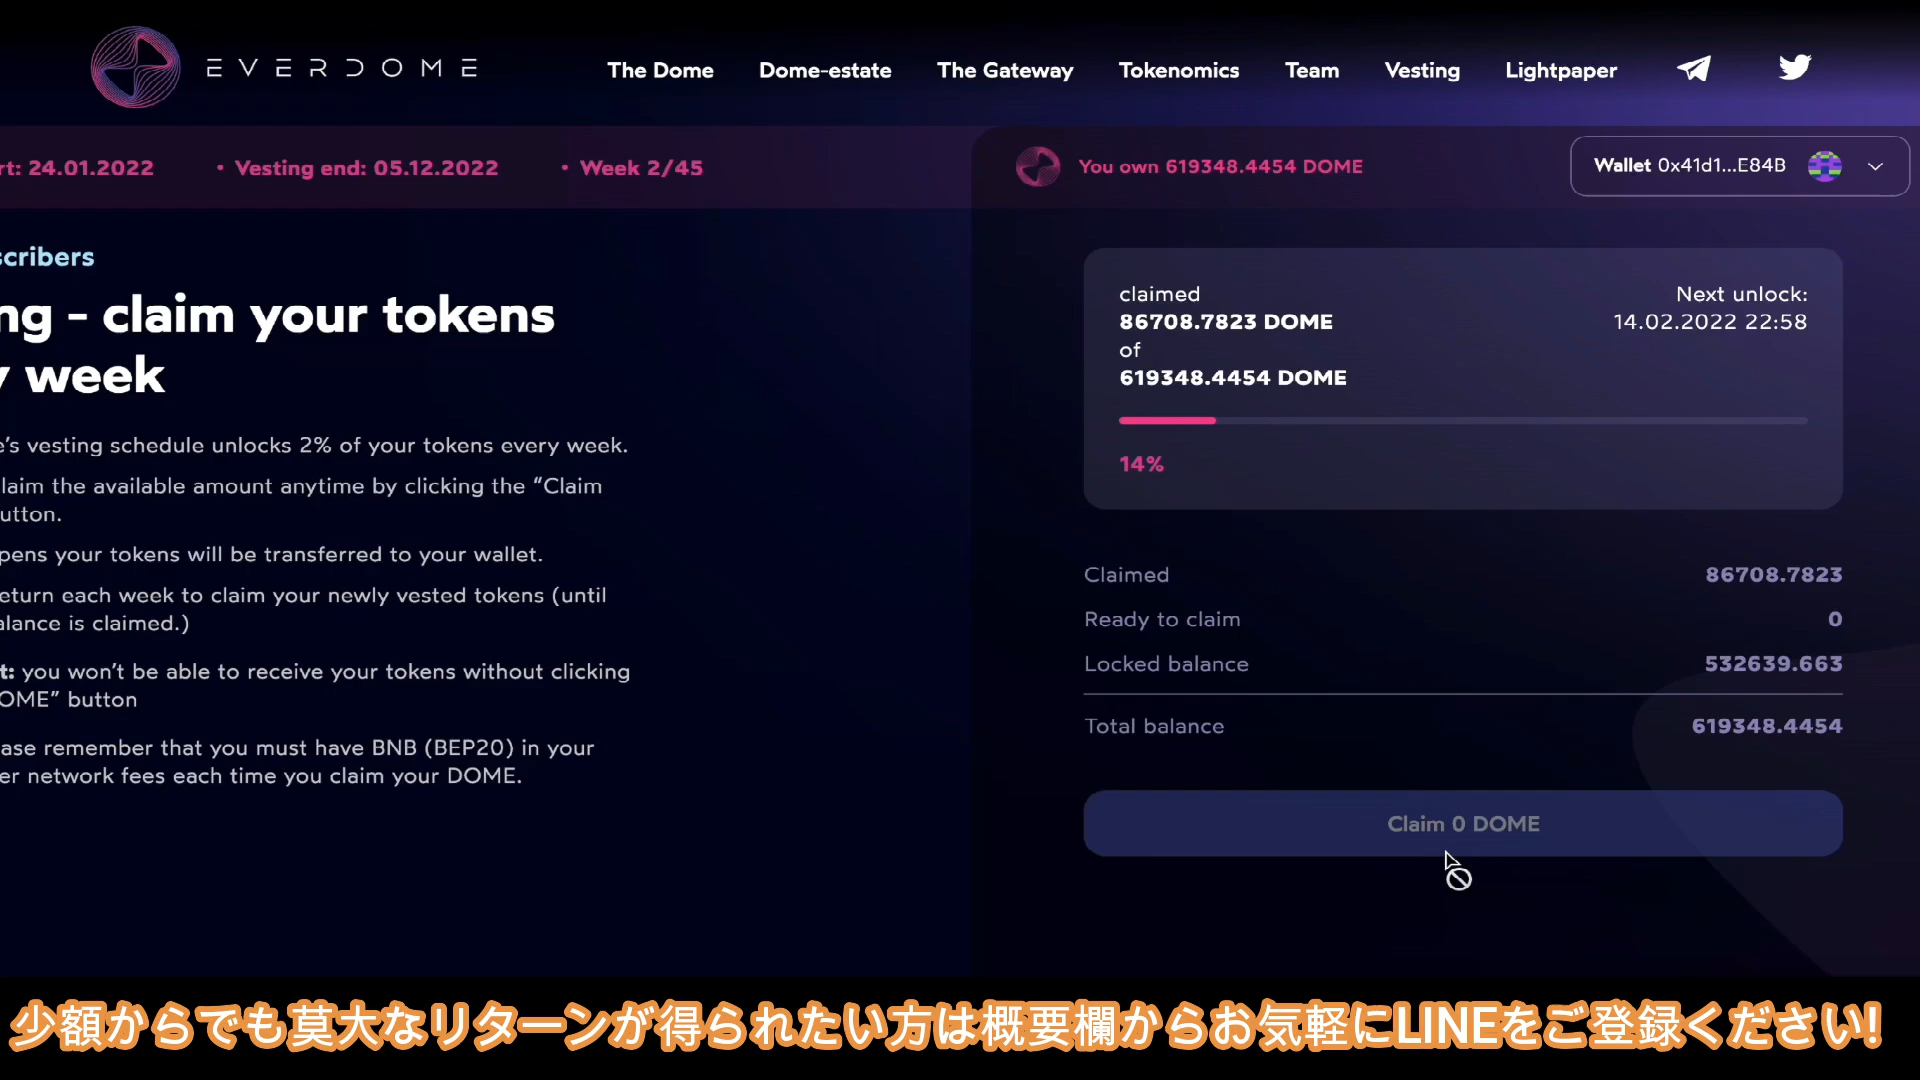 EVERDOME
The Dome Dome-estate The Gateway Tokenomics Team Vesting Lightpaper
rt: 24.01.2022 • Vesting end: 05.12.2022 • Week 2/45
You own 619348.4454 DOME
Wallet 0x41d1...E84B
scribers
ng - claim your tokens
y week
e's vesting schedule unlocks 2% of your tokens every week.
laim the available amount anytime by clicking the “Claim
utton.
pens your tokens will be transferred to your wallet.
eturn each week to claim your newly vested tokens (until
alance is claimed.)
t: you won't be able to receive your tokens without clicking
OME” button
ase remember that you must have BNB (BEP20) in your
er network fees each time you claim your DOME.
claimed
86708.7823 DOME
of
619348.4454 DOME
Next unlock:
14.02.2022 22:58
14%
Claimed 86708.7823
Ready to claim 0
Locked balance 532639.663
Total balance 619348.4454
Claim 0 DOME
少額からでも莫大なリターンが得られたい方は概要欄からお気軽にLINEをご登録ください!